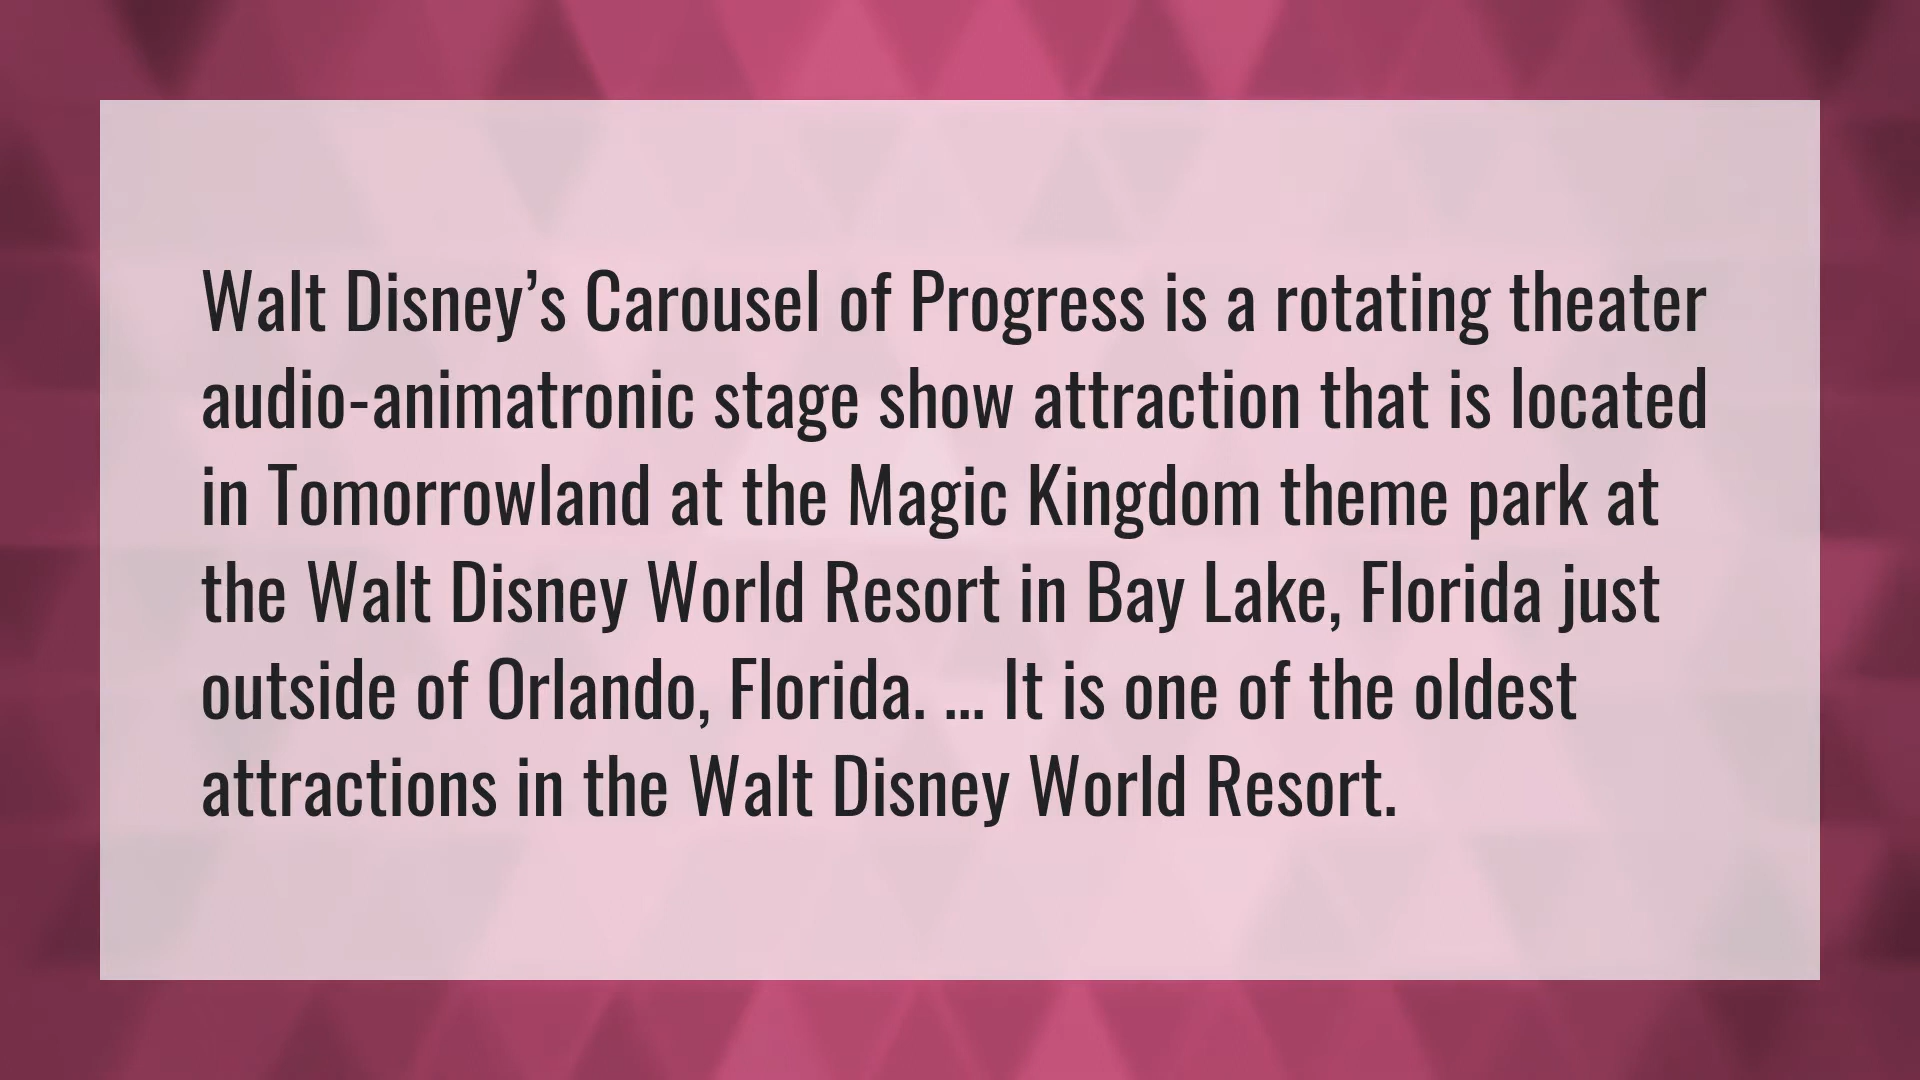 Walt Disney’s Carousel of Progress is a rotating theater
audio-animatronic stage show attraction that is located
in Tomorrowland at the Magic Kingdom theme park at
the Walt Disney World Resort in Bay Lake, Florida just
outside of Orlando, Florida. ... It is one of the oldest
attractions in the Walt Disney World Resort.